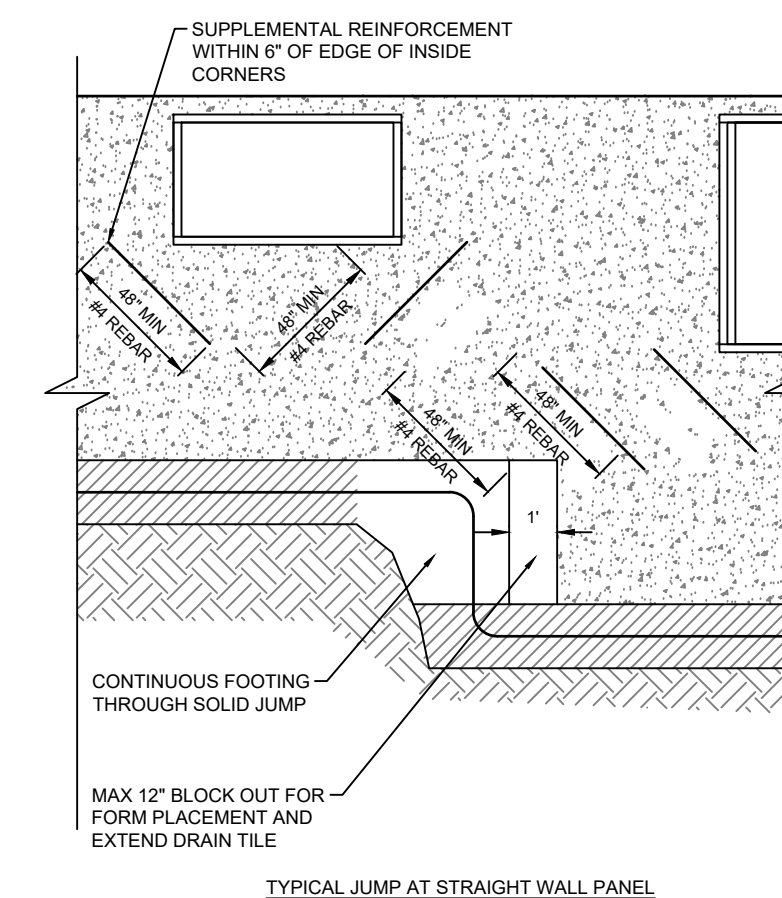 SUPPLEMENTAL REINFORCEMENT
WITHIN 6" OF EDGE OF INSIDE
CORNERS
48" MIN
#4 REBAR
48" MIN
#4 REBAR
48" MIN
#4 REBAR
48" MIN
#4 REBAR
1'
CONTINUOUS FOOTING
THROUGH SOLID JUMP
MAX 12" BLOCK OUT FOR
FORM PLACEMENT AND
EXTEND DRAIN TILE
TYPICAL JUMP AT STRAIGHT WALL PANEL